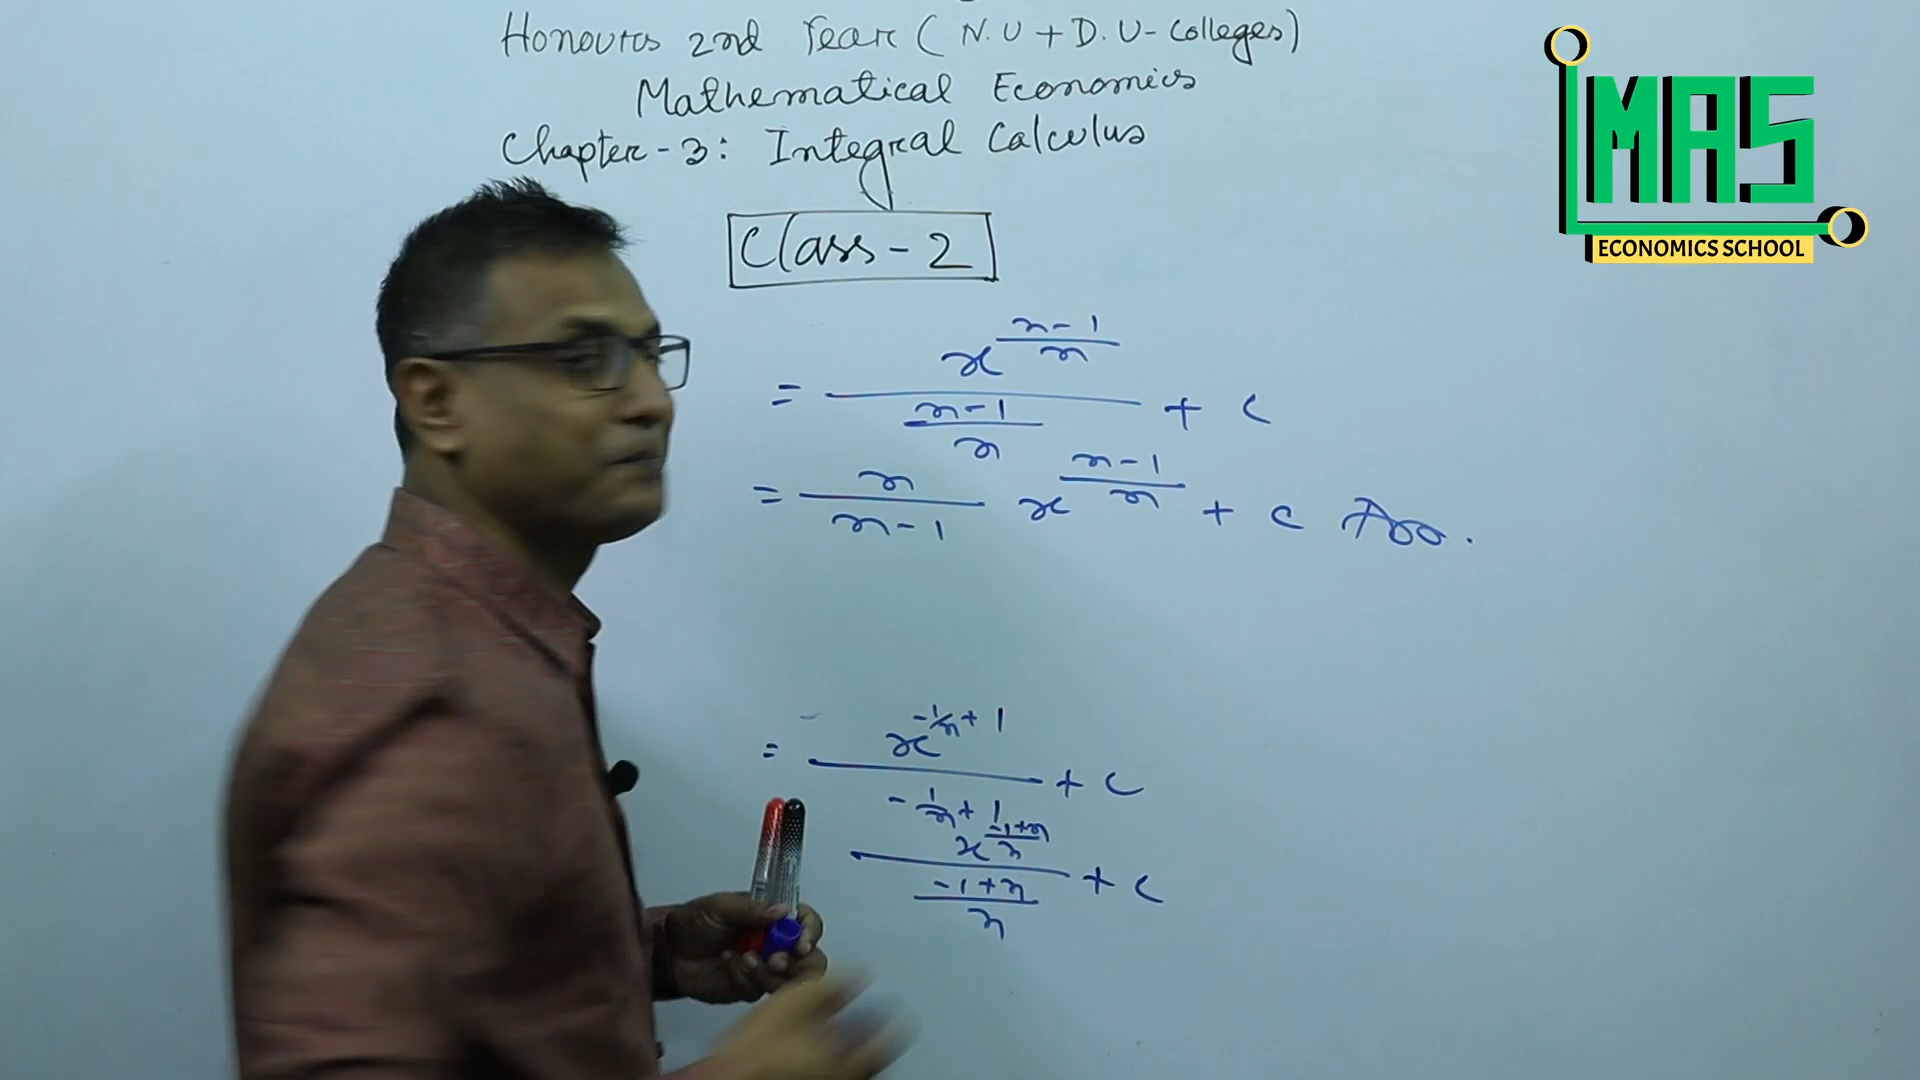 Honours 2nd Year ( N.U + D.U - Colleges)
Mathematical Economics
Chapter - 3 : Integral Calculus
Class - 2
MAS
ECONOMICS SCHOOL
= x^((n-1)/n) / ((n-1)/n) + c
= n/(n-1) x^((n-1)/n) + c Ans.
= x^(-1/n + 1) / (-1/n + 1) + c
x^((-1+n)/n) / ((-1+n)/n) + c